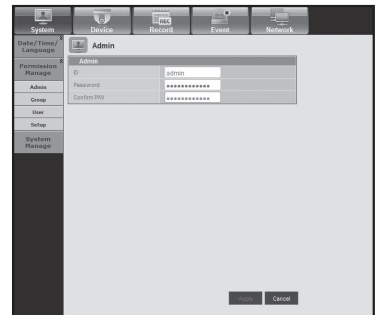 System Device Record Event Network
REC
Date/Time/
Language
Permission
Manage
Admin
Group
User
Setup
System
Manage
Admin
Admin
ID admin
Password ●●●●●●●●●●●●
Confirm P/W ●●●●●●●●●●●●
Apply Cancel